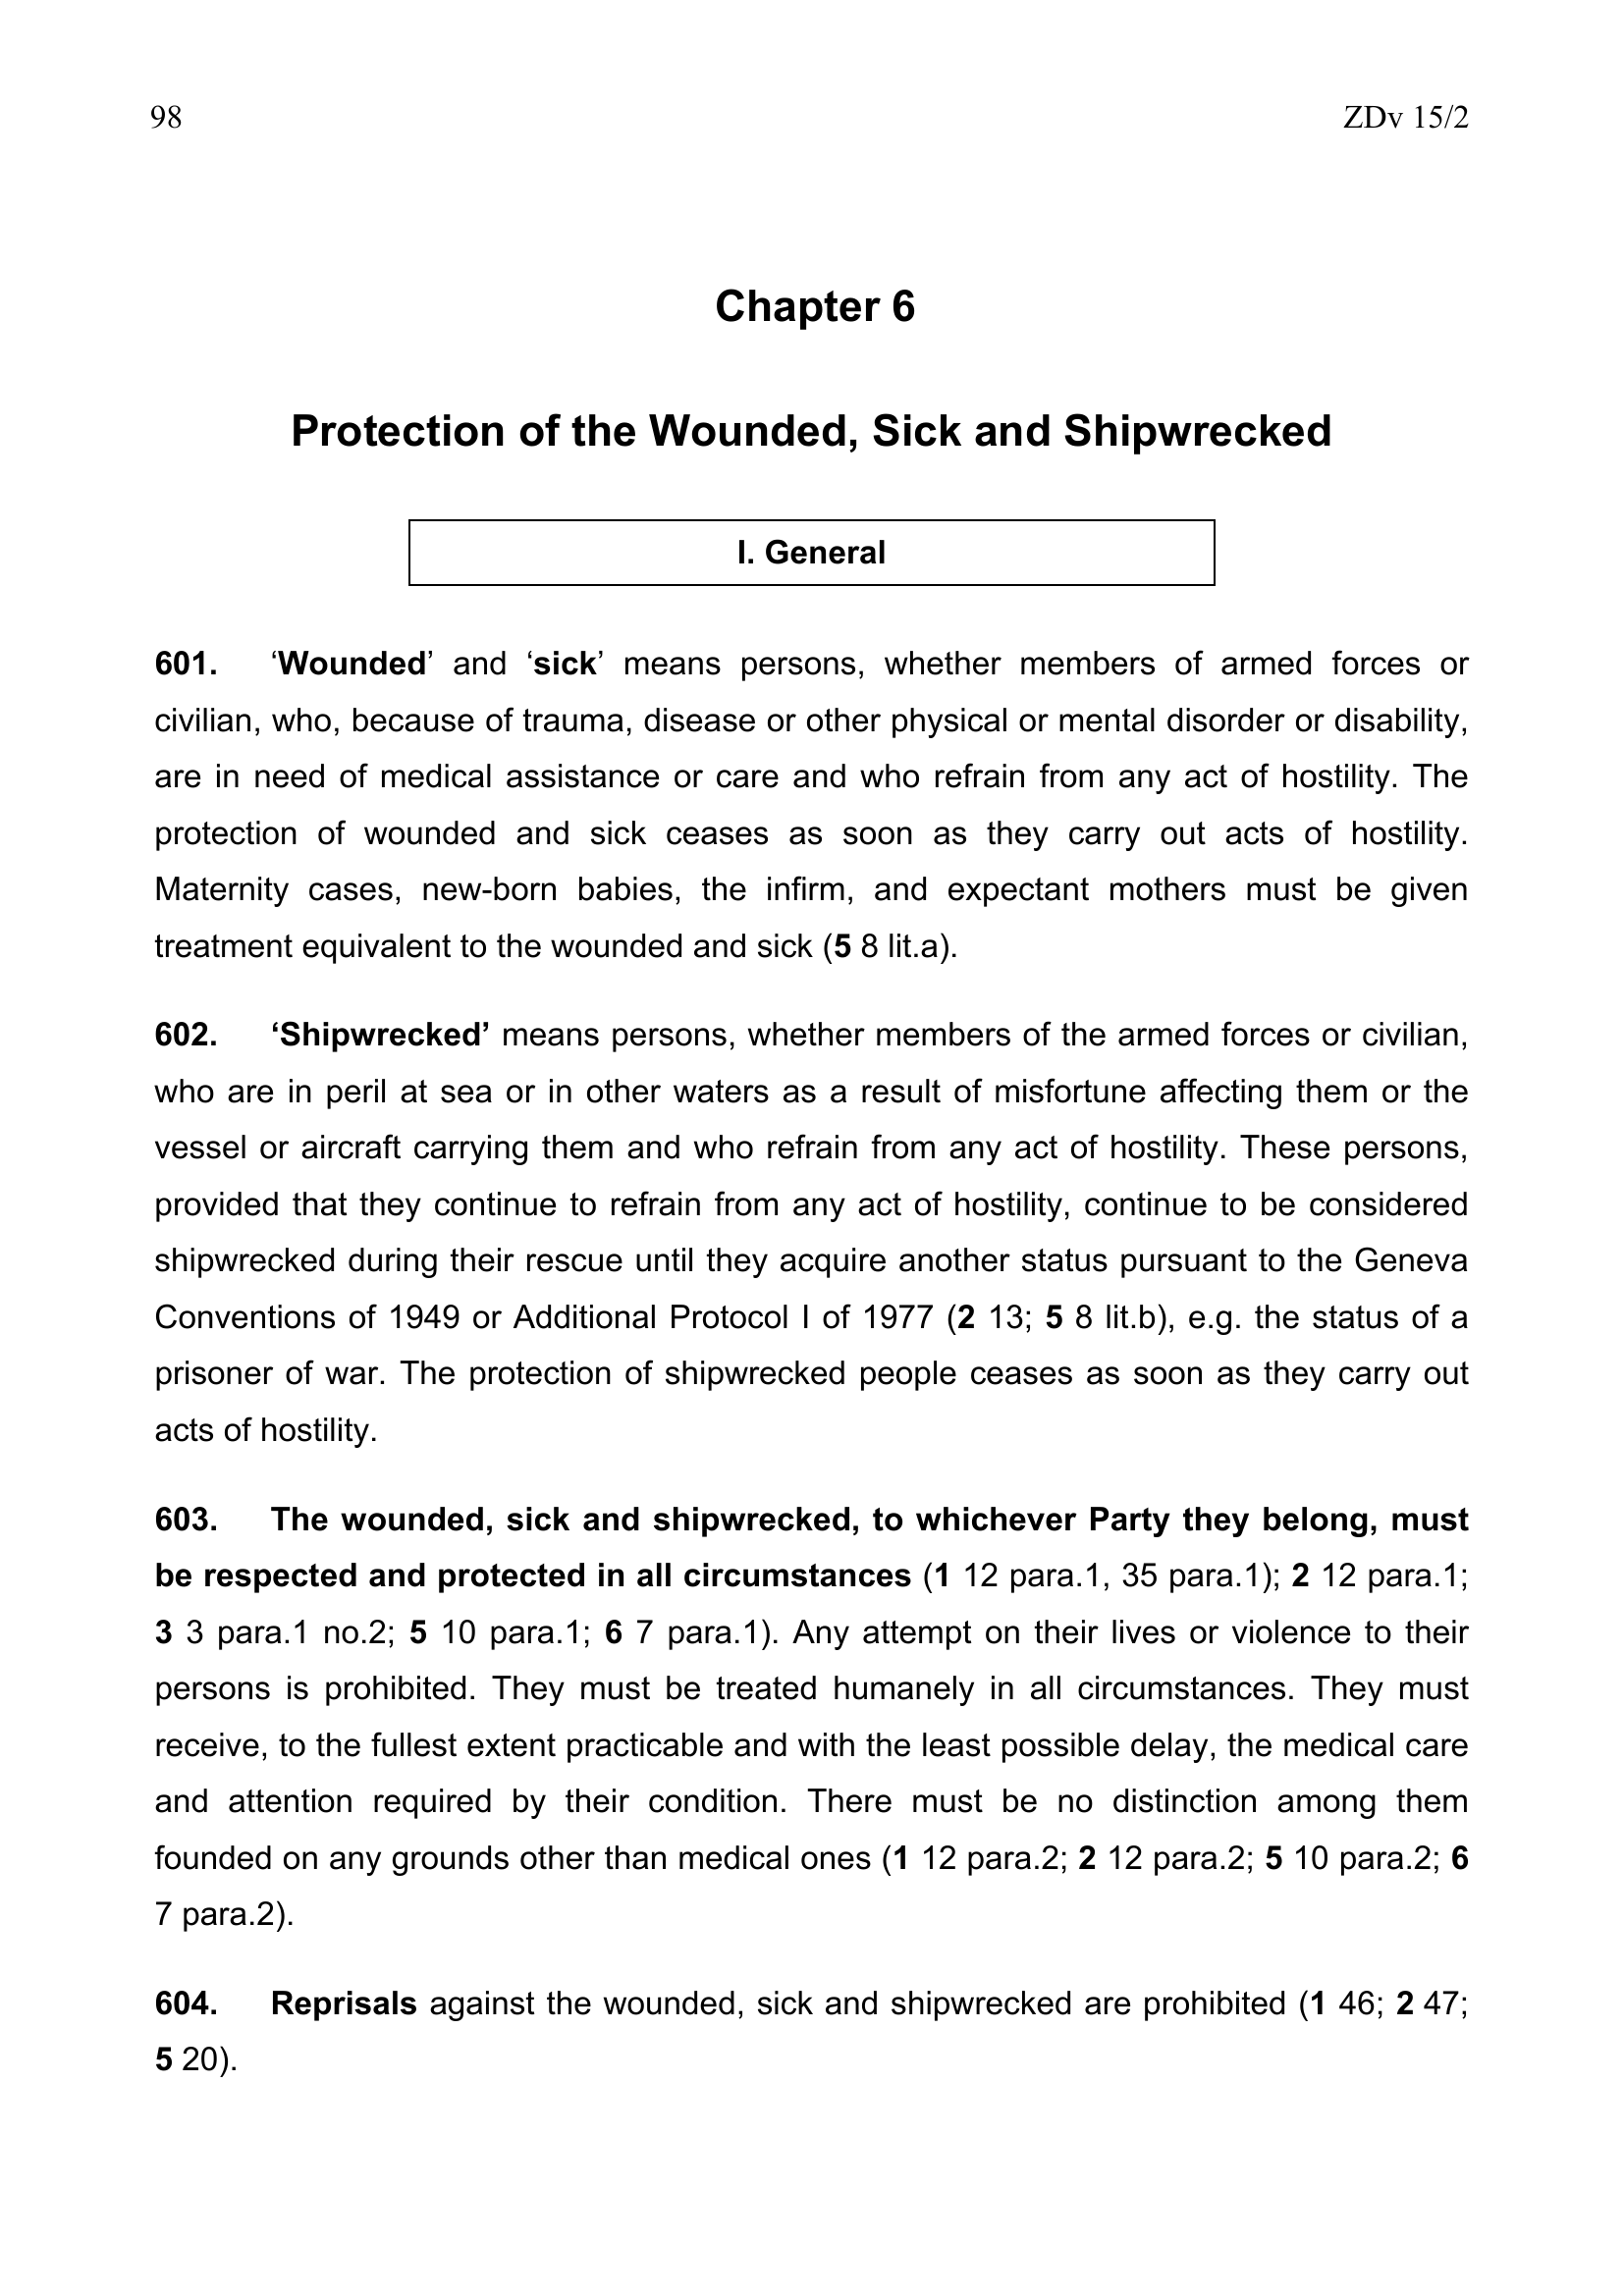 98 ZDv 15/2
Chapter 6
Protection of the Wounded, Sick and Shipwrecked
I. General
601. ‘Wounded’ and ‘sick’ means persons, whether members of armed forces or
civilian, who, because of trauma, disease or other physical or mental disorder or disability,
are in need of medical assistance or care and who refrain from any act of hostility. The
protection of wounded and sick ceases as soon as they carry out acts of hostility.
Maternity cases, new-born babies, the infirm, and expectant mothers must be given
treatment equivalent to the wounded and sick (5 8 lit.a).
602. ‘Shipwrecked’ means persons, whether members of the armed forces or civilian,
who are in peril at sea or in other waters as a result of misfortune affecting them or the
vessel or aircraft carrying them and who refrain from any act of hostility. These persons,
provided that they continue to refrain from any act of hostility, continue to be considered
shipwrecked during their rescue until they acquire another status pursuant to the Geneva
Conventions of 1949 or Additional Protocol I of 1977 (2 13; 5 8 lit.b), e.g. the status of a
prisoner of war. The protection of shipwrecked people ceases as soon as they carry out
acts of hostility.
603. The wounded, sick and shipwrecked, to whichever Party they belong, must
be respected and protected in all circumstances (1 12 para.1, 35 para.1); 2 12 para.1;
3 3 para.1 no.2; 5 10 para.1; 6 7 para.1). Any attempt on their lives or violence to their
persons is prohibited. They must be treated humanely in all circumstances. They must
receive, to the fullest extent practicable and with the least possible delay, the medical care
and attention required by their condition. There must be no distinction among them
founded on any grounds other than medical ones (1 12 para.2; 2 12 para.2; 5 10 para.2; 6
7 para.2).
604. Reprisals against the wounded, sick and shipwrecked are prohibited (1 46; 2 47;
5 20).